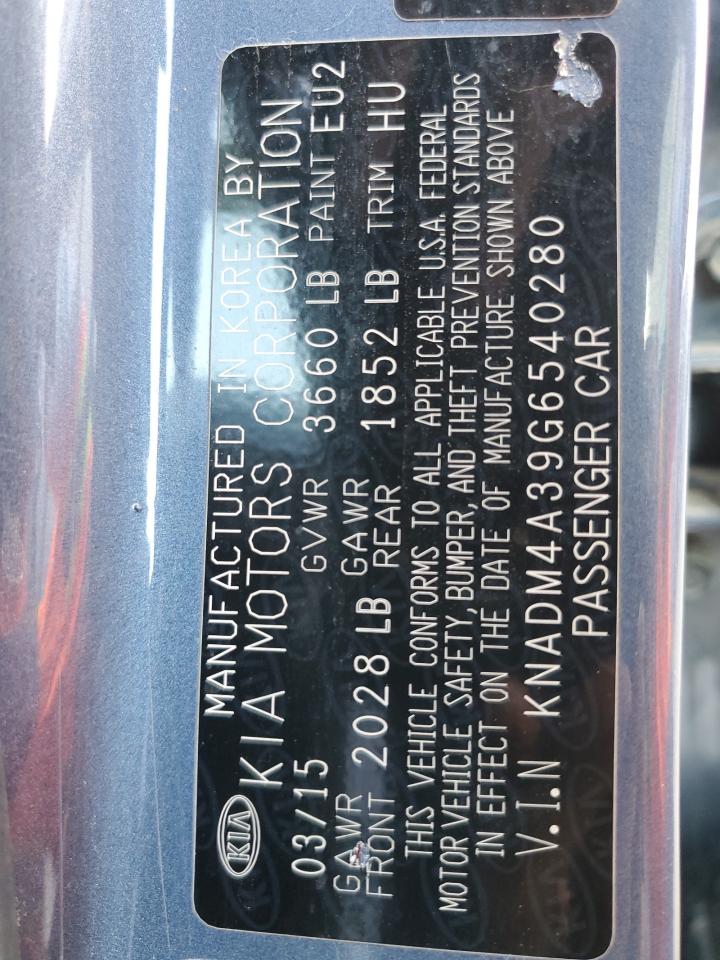 KIA
MANUFACTURED IN KOREA BY
KIA MOTORS CORPORATION
03/15 GVWR 3660 LB PAINT EU2
GAWR FRONT 2028 LB GAWR REAR 1852 LB TRIM HU
THIS VEHICLE CONFORMS TO ALL APPLICABLE U.S.A. FEDERAL
MOTOR VEHICLE SAFETY, BUMPER, AND THEFT PREVENTION STANDARDS
IN EFFECT ON THE DATE OF MANUFACTURE SHOWN ABOVE
V.I.N KNADM4A39G6540280
PASSENGER CAR